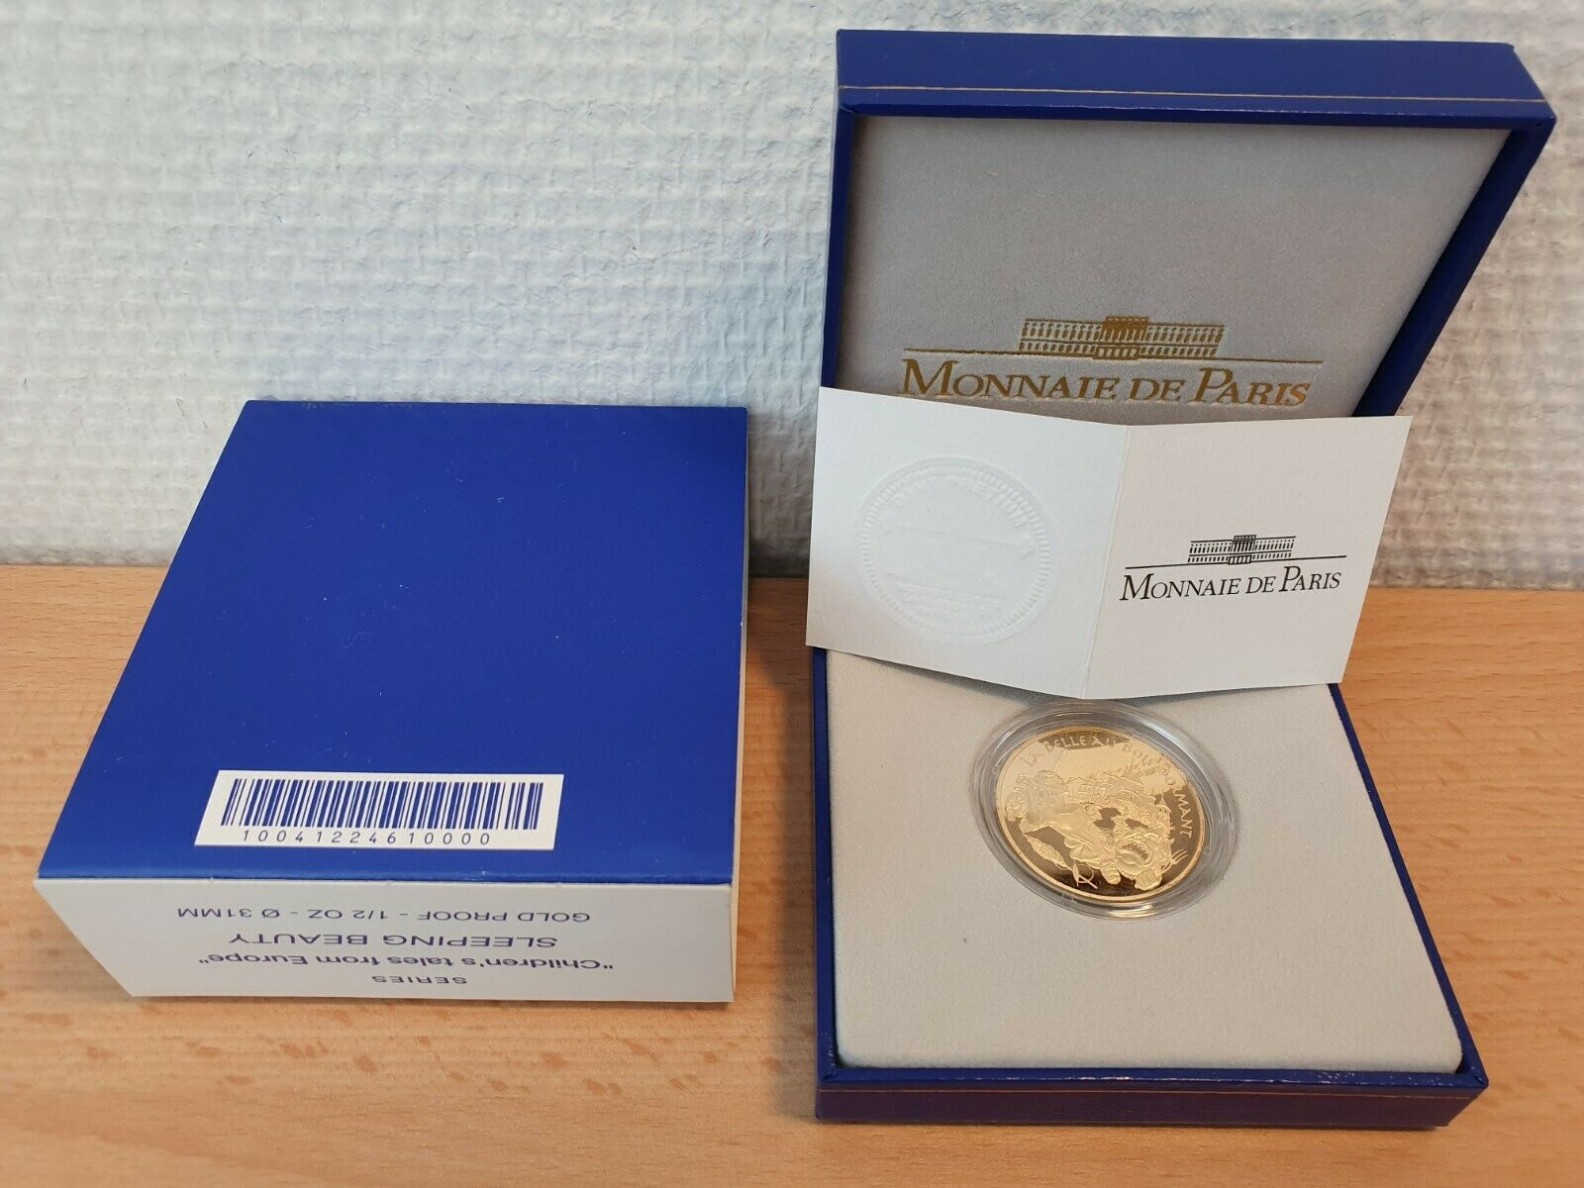 MONNAIE DE PARIS
MONNAIE DE PARIS
LA BELLE AU BOIS DORMANT
10041224610000
SERIES
"Children's tales from Europe"
SLEEPING BEAUTY
GOLD PROOF - 1/2 OZ - Ø 31MM